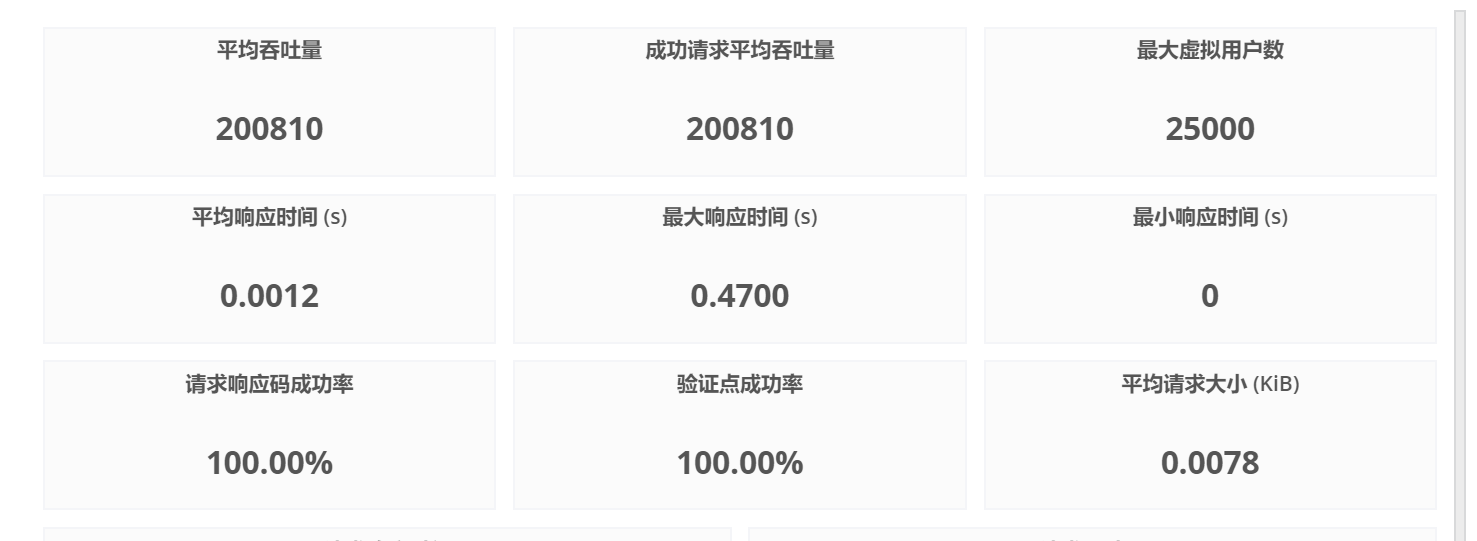 平均吞吐量
成功请求平均吞吐量
最大虚拟用户数
200810
200810
25000
平均响应时间 (s)
最大响应时间 (s)
最小响应时间 (s)
0.0012
0.4700
0
请求响应码成功率
验证点成功率
平均请求大小 (KiB)
100.00%
100.00%
0.0078